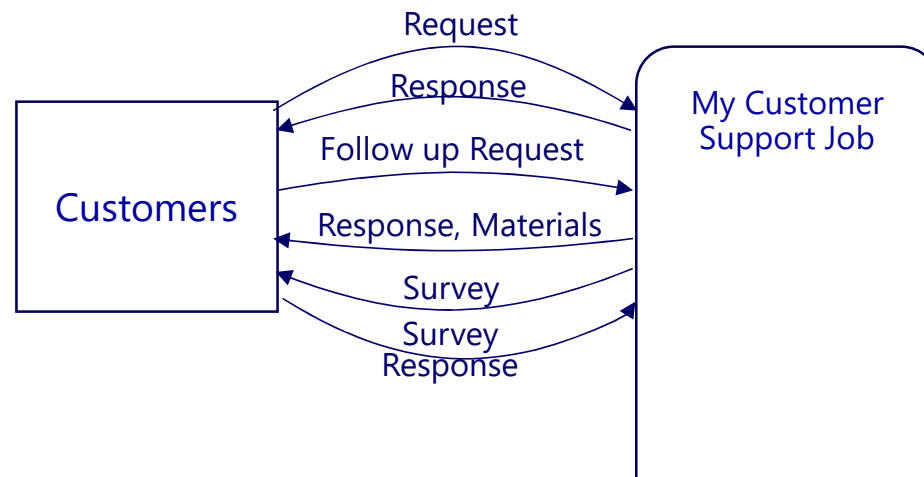 Request
Response
My Customer
Support Job
Follow up Request
Customers
Response, Materials
Survey
Survey
Response